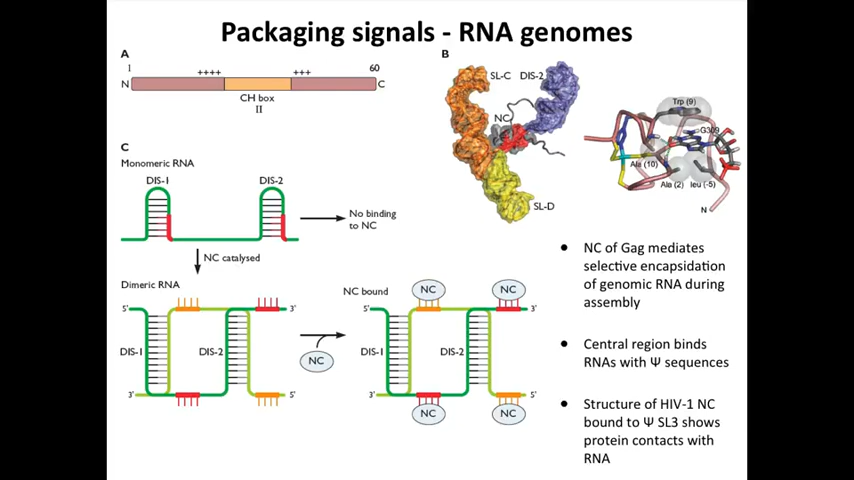 Packaging signals - RNA genomes
A
1
60
++++
+++
N
C
CH box
II
B
SL-C
DIS-2
NC
SL-D
Trp (9)
G309
Ala (10)
Ala (2)
leu (-5)
N
C
Monomeric RNA
DIS-1
DIS-2
No binding
to NC
NC catalysed
Dimeric RNA
5'
3'
DIS-1
DIS-2
3'
5'
NC
NC bound
NC
NC
5'
3'
DIS-1
DIS-2
3'
5'
NC
NC
• NC of Gag mediates
selective encapsidation
of genomic RNA during
assembly
• Central region binds
RNAs with Ψ sequences
• Structure of HIV-1 NC
bound to Ψ SL3 shows
protein contacts with
RNA